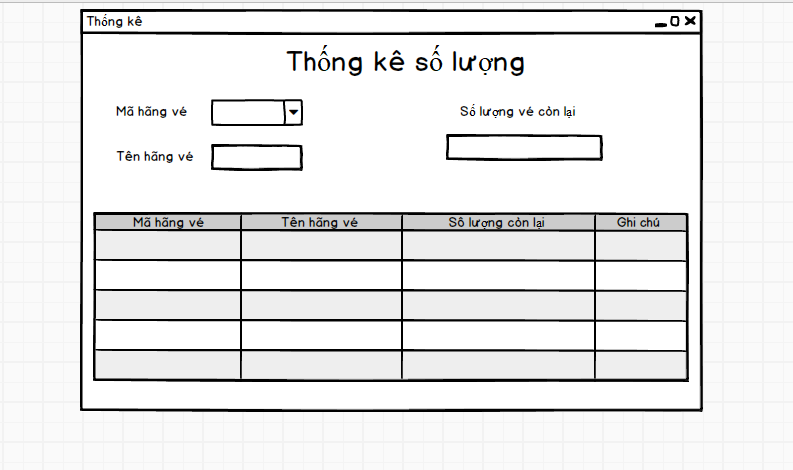 Thống kê
Thống kê số lượng
Mã hãng vé
Số lượng vé còn lại
Tên hãng vé
Mã hãng vé Tên hãng vé Số lượng còn lại Ghi chú